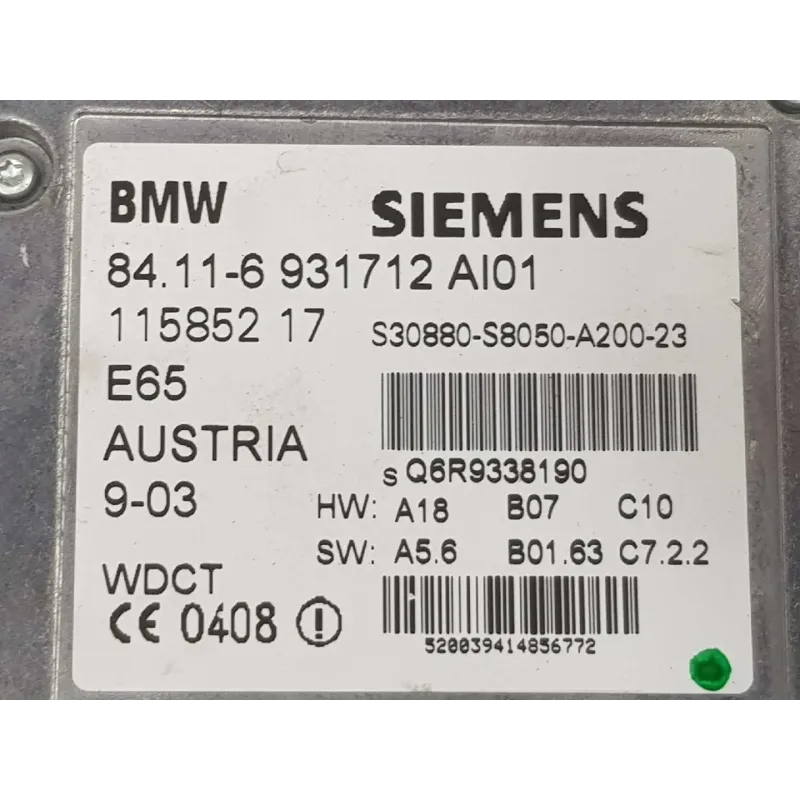 BMW SIEMENS
84.11-6 931712 AI01
115852 17 S30880-S8050-A200-23
E65
AUSTRIA
s Q6R9338190
9-03 HW: A18 B07 C10
SW: A5.6 B01.63 C7.2.2
WDCT
CE 0408 !
520039414856772